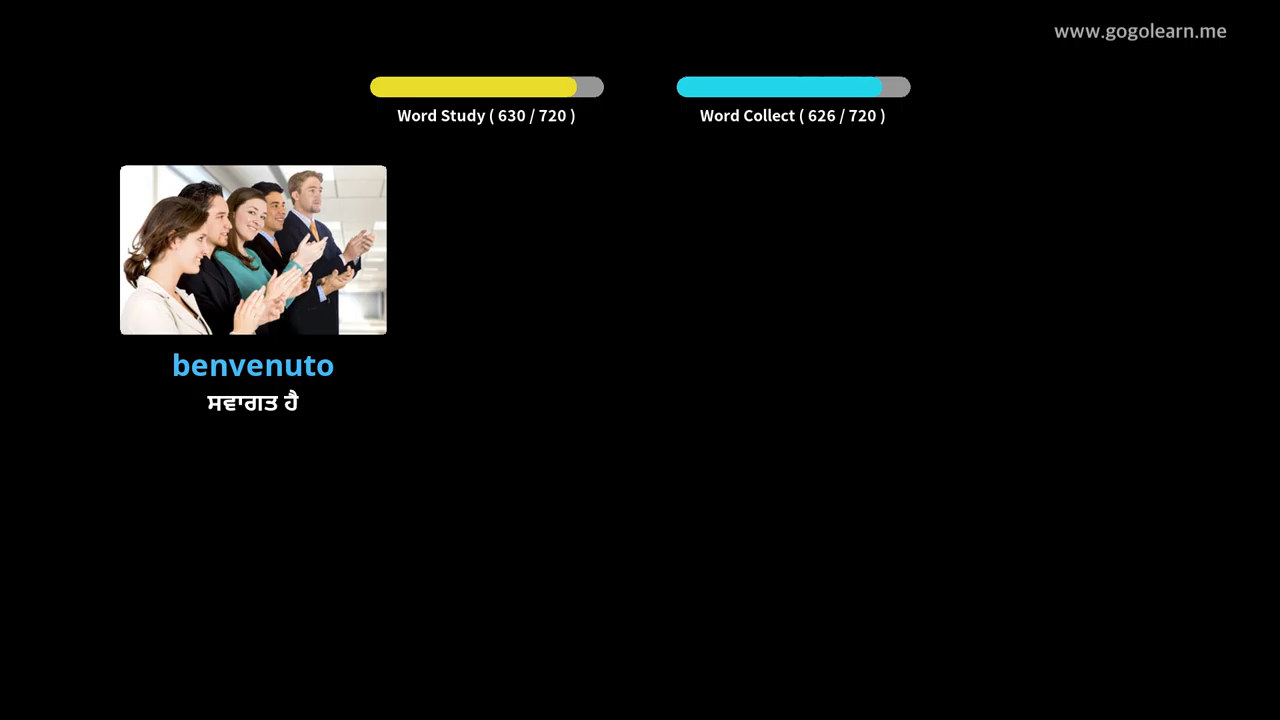 www.gogolearn.me
Word Study ( 630 / 720 )
Word Collect ( 626 / 720 )
benvenuto
ਸਵਾਗਤ ਹੈ